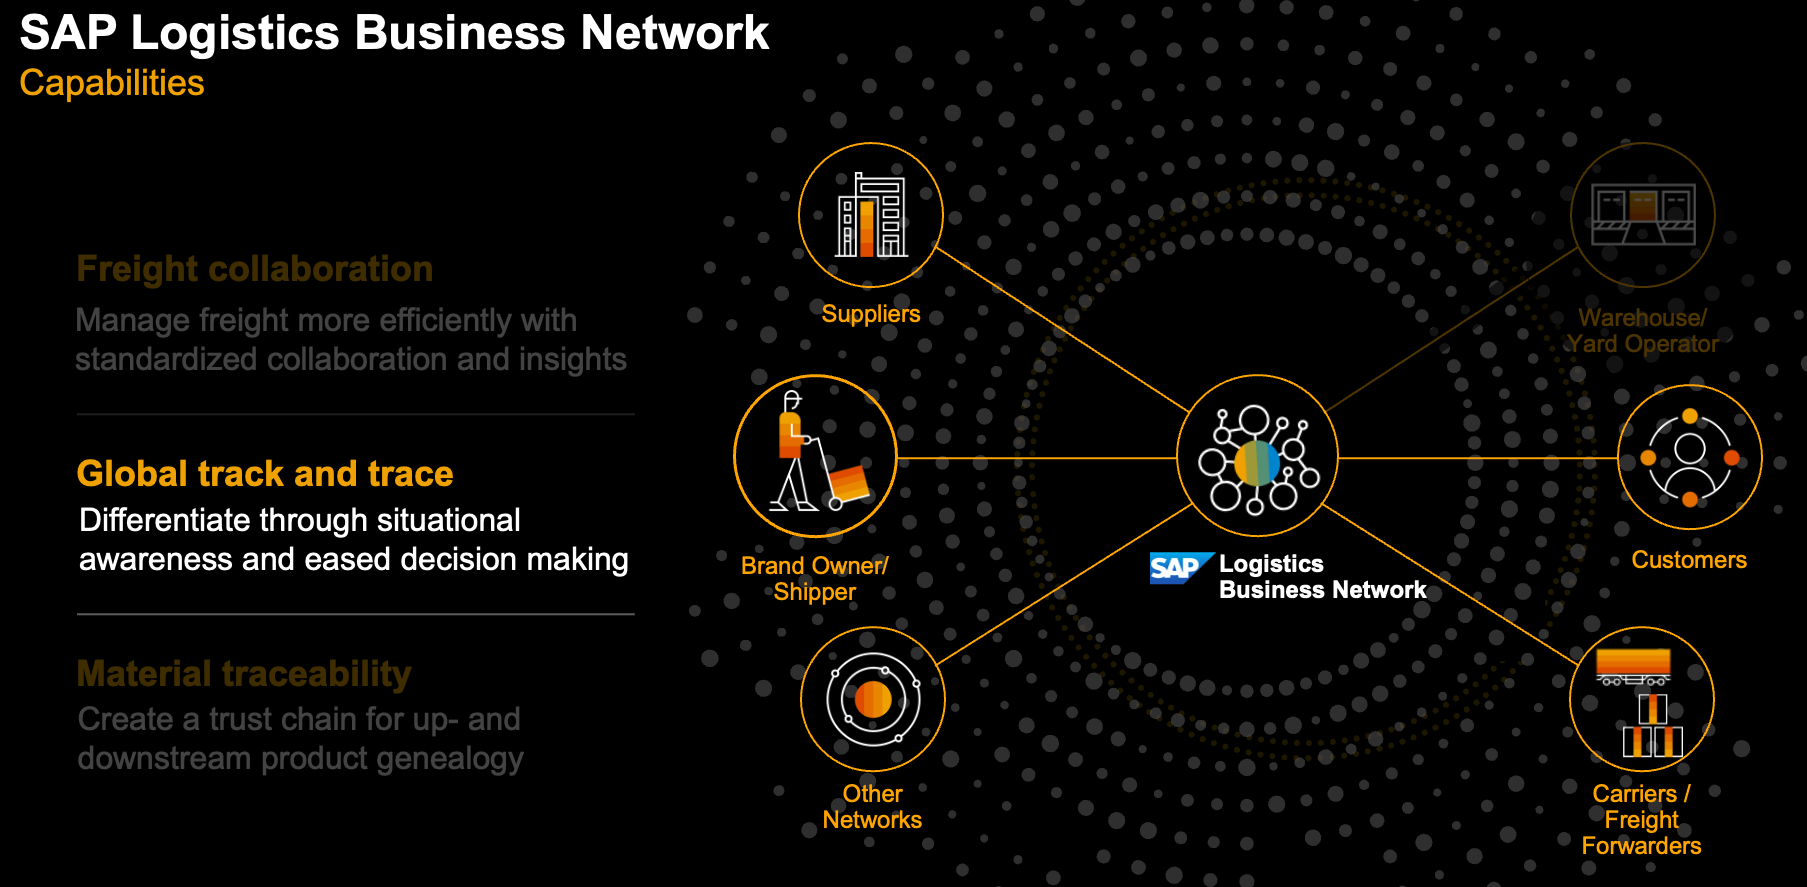 SAP Logistics Business Network
Capabilities
Freight collaboration
Manage freight more efficiently with
standardized collaboration and insights
Global track and trace
Differentiate through situational
awareness and eased decision making
Material traceability
Create a trust chain for up- and
downstream product genealogy
Suppliers
Warehouse/
Yard Operator
Brand Owner/
Shipper
SAP Logistics
Business Network
Customers
Other
Networks
Carriers /
Freight
Forwarders